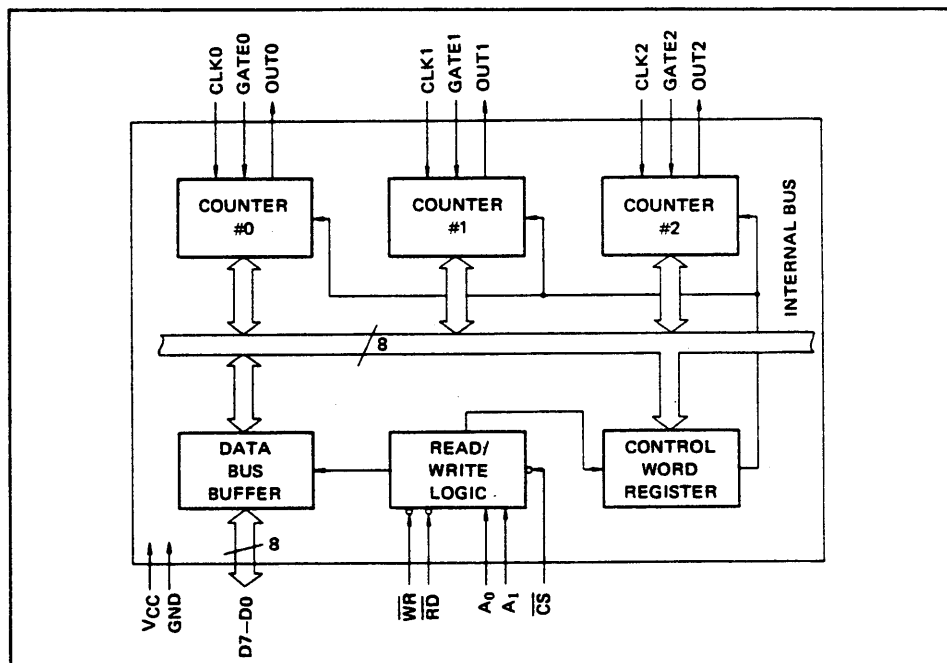 CLK0
GATE0
OUT0
CLK1
GATE1
OUT1
CLK2
GATE2
OUT2
COUNTER
#0
COUNTER
#1
COUNTER
#2
INTERNAL BUS
8
DATA
BUS
BUFFER
READ/
WRITE
LOGIC
CONTROL
WORD
REGISTER
8
VCC
GND
D7–D0
WR
RD
A0
A1
CS